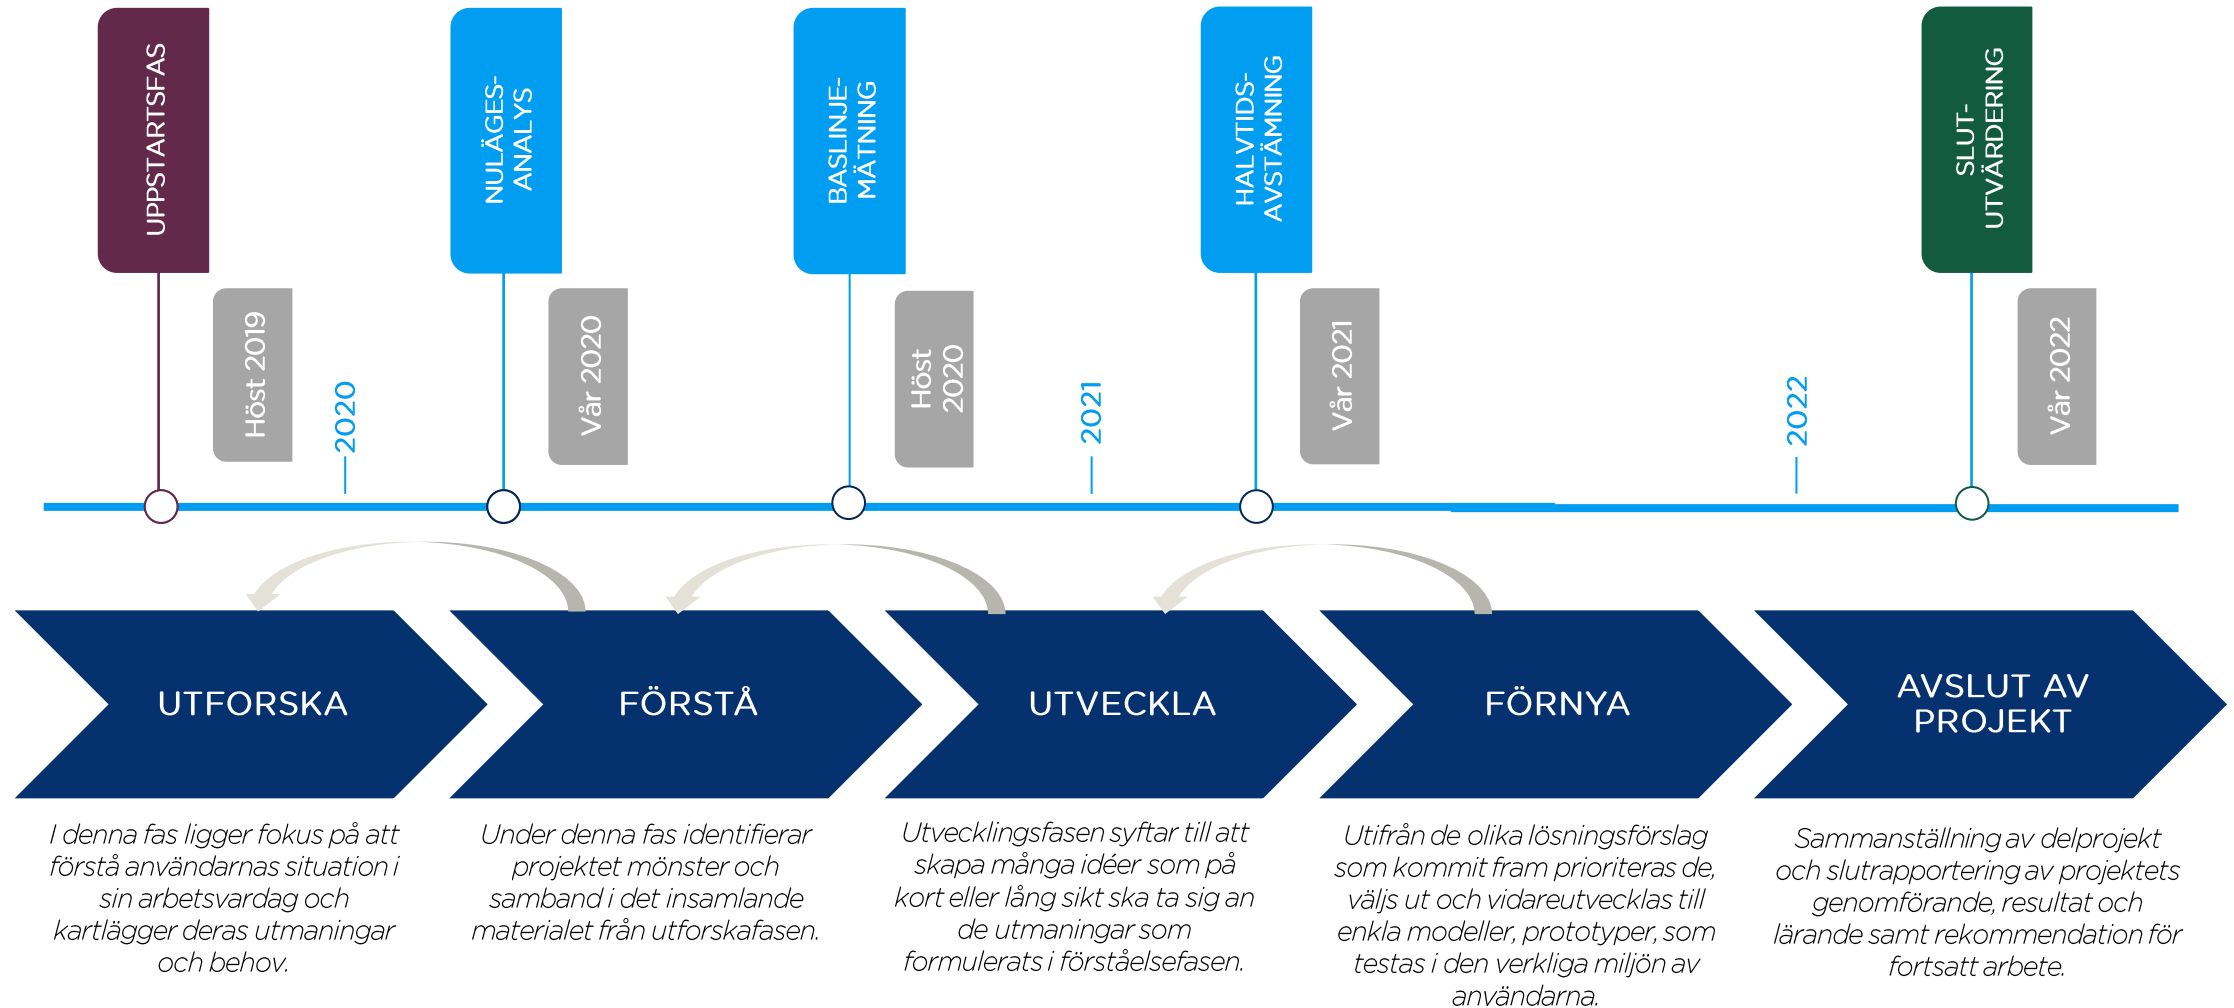 UPPSTARTSFAS
Höst 2019
2020
NULÄGES-
ANALYS
Vår 2020
BASLINJE-
MÄTNING
Höst
2020
2021
HALVTIDS-
AVSTÄMNING
Vår 2021
2022
SLUT-
UTVÄRDERING
Vår 2022
UTFORSKA
I denna fas ligger fokus på att
förstå användarnas situation i
sin arbetsvardag och
kartlägger deras utmaningar
och behov.
FÖRSTÅ
Under denna fas identifierar
projektet mönster och
samband i det insamlande
materialet från utforskafasen.
UTVECKLA
Utvecklingsfasen syftar till att
skapa många idéer som på
kort eller lång sikt ska ta sig an
de utmaningar som
formulerats i förståelsefasen.
FÖRNYA
Utifrån de olika lösningsförslag
som kommit fram prioriteras de,
väljs ut och vidareutvecklas till
enkla modeller, prototyper, som
testas i den verkliga miljön av
användarna.
AVSLUT AV
PROJEKT
Sammanställning av delprojekt
och slutrapportering av projektets
genomförande, resultat och
lärande samt rekommendation för
fortsatt arbete.